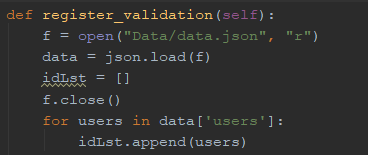 def register_validation(self):
    f = open("Data/data.json", "r")
    data = json.load(f)
    idLst = []
    f.close()
    for users in data['users']:
        idLst.append(users)